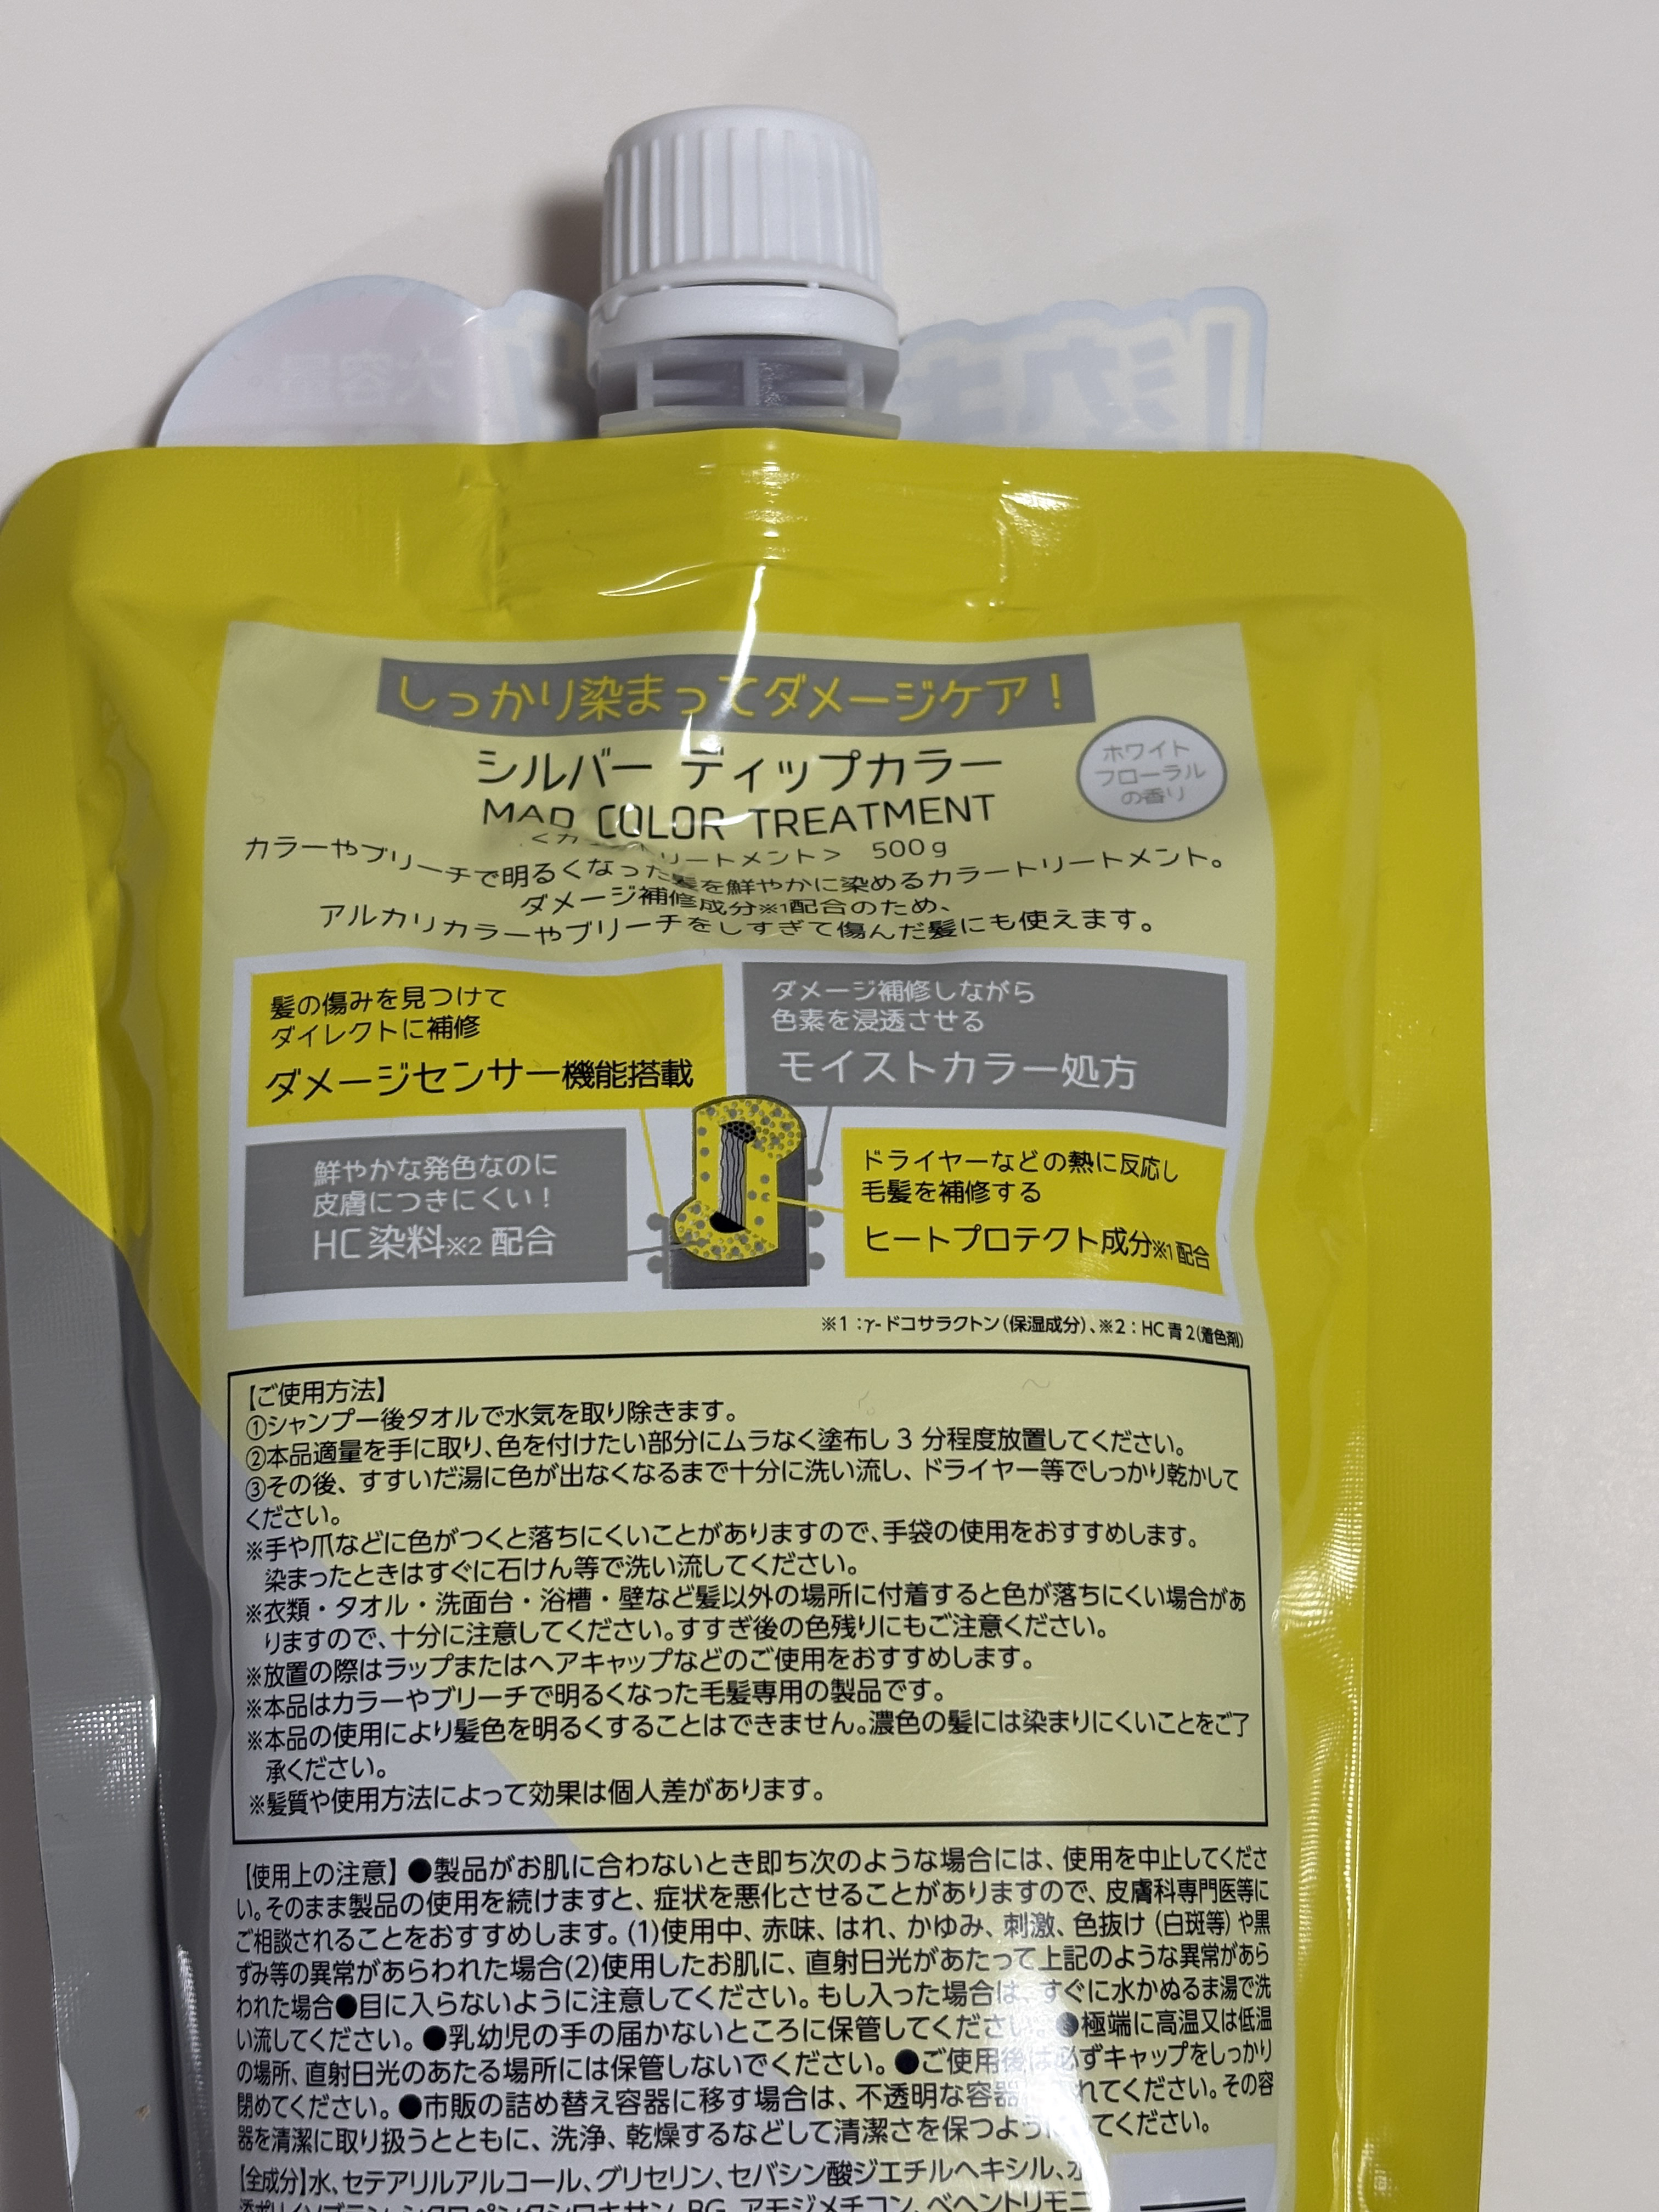 しっかり染まってダメージケア！
シルバー ディップカラー
MAD COLOR TREATMENT
ホワイト
フローラル
の香り
リートメント＞ 500g
カラーやブリーチで明るくなった髪を鮮やかに染めるカラートリートメント。
ダメージ補修成分※1配合のため、
アルカリカラーやブリーチをしすぎて傷んだ髪にも使えます。
髪の傷みを見つけて
ダイレクトに補修
ダメージセンサー機能搭載
ダメージ補修しながら
色素を浸透させる
モイストカラー処方
鮮やかな発色なのに
皮膚につきにくい！
HC染料※2 配合
ドライヤーなどの熱に反応し
毛髪を補修する
ヒートプロテクト成分※1配合
※1：γ-ドコサラクトン（保湿成分）、※2：HC青2（着色剤）
【ご使用方法】
①シャンプー後タオルで水気を取り除きます。
②本品適量を手に取り、色を付けたい部分にムラなく塗布し 3 分程度放置してください。
③その後、すすいだ湯に色が出なくなるまで十分に洗い流し、ドライヤー等でしっかり乾かして
ください。
※手や爪などに色がつくと落ちにくいことがありますので、手袋の使用をおすすめします。
染まったときはすぐに石けん等で洗い流してください。
※衣類・タオル・洗面台・浴槽・壁など髪以外の場所に付着すると色が落ちにくい場合があ
りますので、十分に注意してください。すすぎ後の色残りにもご注意ください。
※放置の際はラップまたはヘアキャップなどのご使用をおすすめします。
※本品はカラーやブリーチで明るくなった毛髪専用の製品です。
※本品の使用により髪色を明るくすることはできません。濃色の髪には染まりにくいことをご了
承ください。
※髪質や使用方法によって効果は個人差があります。
【使用上の注意】●製品がお肌に合わないとき即ち次のような場合には、使用を中止してくださ
い。そのまま製品の使用を続けますと、症状を悪化させることがありますので、皮膚科専門医等に
ご相談されることをおすすめします。(1)使用中、赤味、はれ、かゆみ、刺激、色抜け（白斑等）や黒
ずみ等の異常があらわれた場合(2)使用したお肌に、直射日光があたって上記のような異常があら
われた場合●目に入らないように注意してください。もし入った場合は、すぐに水かぬるま湯で洗
い流してください。●乳幼児の手の届かないところに保管してください。●極端に高温又は低温
の場所、直射日光のあたる場所には保管しないでください。●ご使用後は必ずキャップをしっかり
閉めてください。●市販の詰め替え容器に移す場合は、不透明な容器 れてください。その容
器を清潔に取り扱うとともに、洗浄、乾燥するなどして清潔さを保つように てください。
【全成分】水、セテアリルアルコール、グリセリン、セバシン酸ジエチルヘキシル、水
添ポリイソブテン、シクロペンタシロキサン、BG、アモジメチコン、ベヘントリモニ